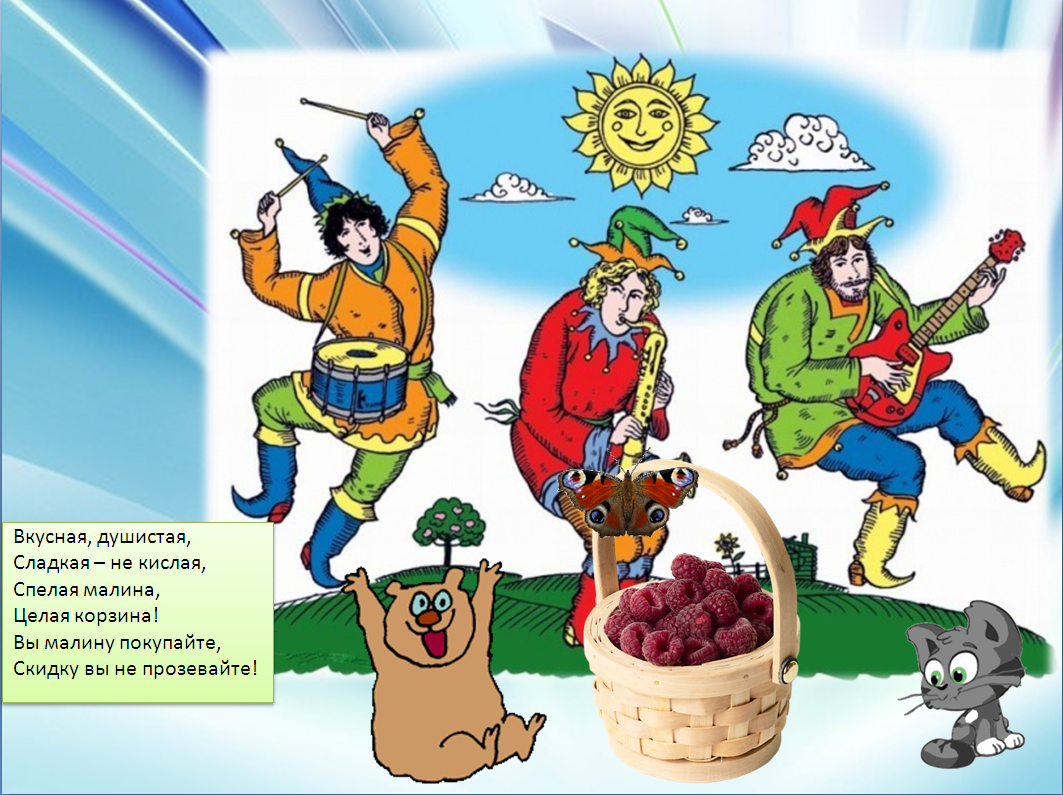 Вкусная, душистая,
Сладкая – не кислая,
Спелая малина,
Целая корзина!
Вы малину покупайте,
Скидку вы не прозевайте!